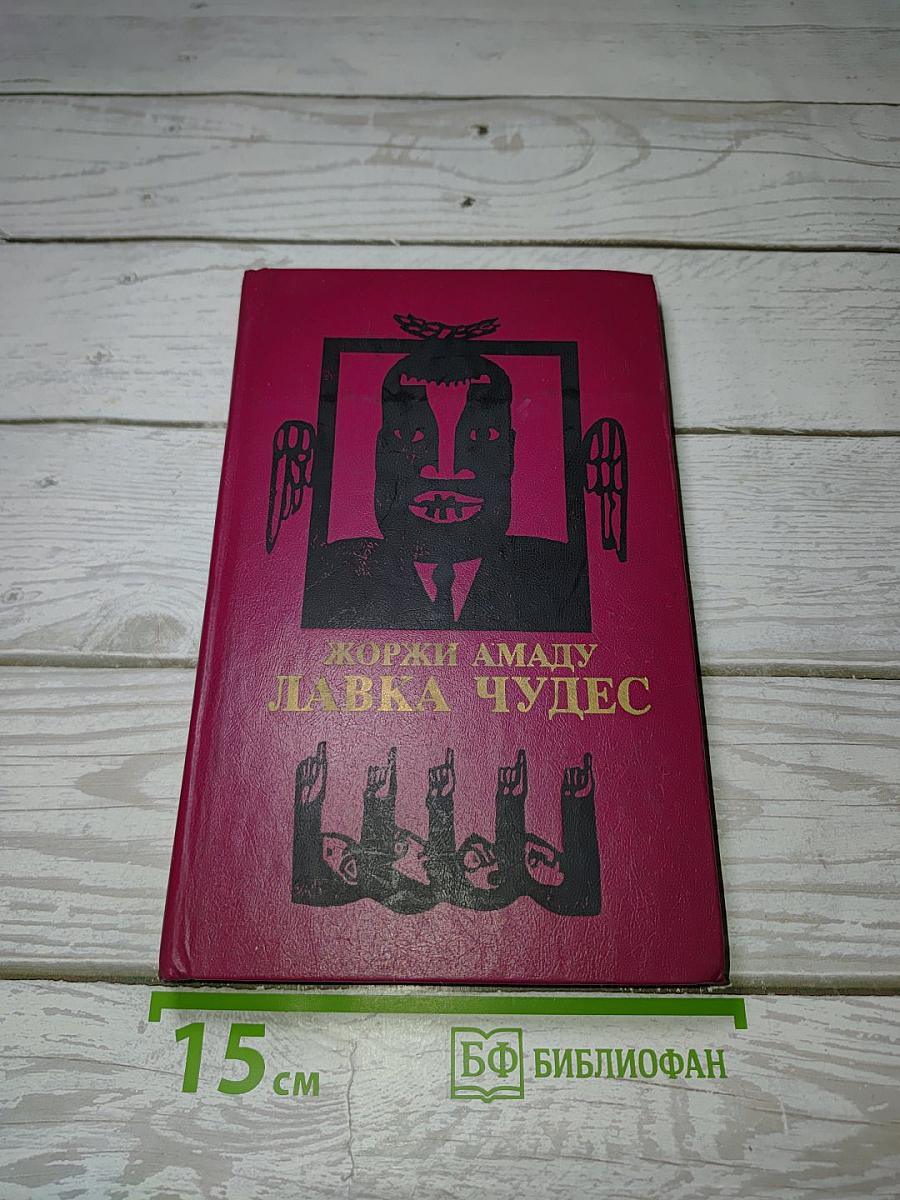 ЖОРЖИ АМАДУ
ЛАВКА ЧУДЕС
15 см
БФ БИБЛИОФАН